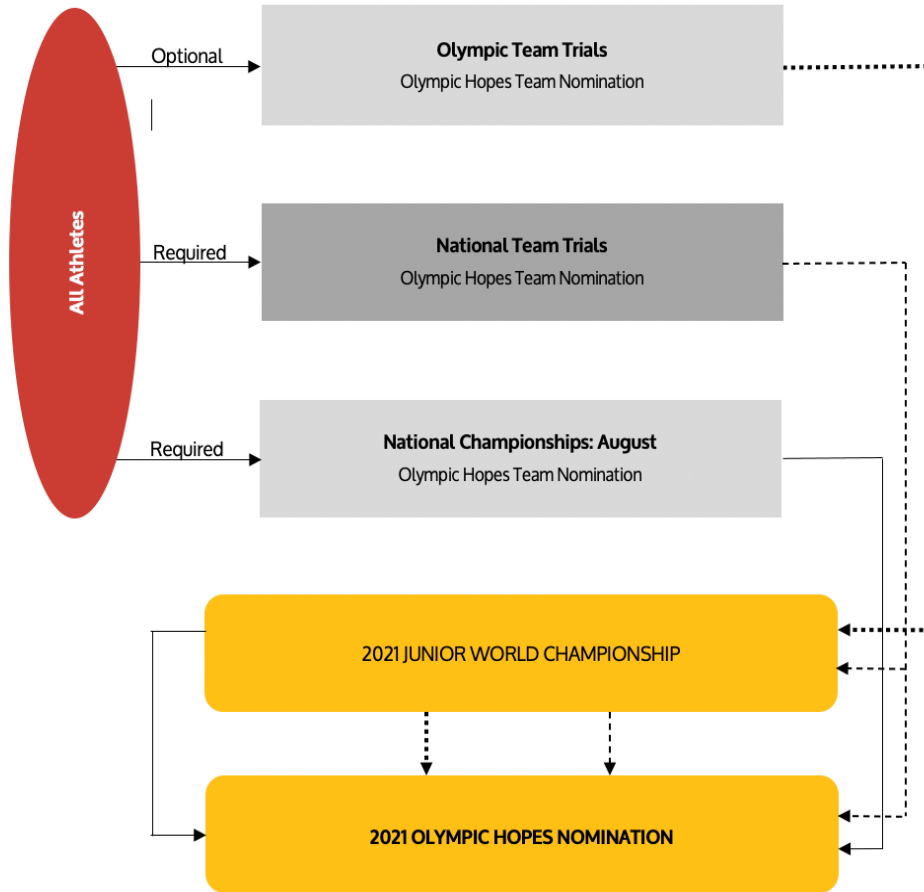 Optional
Olympic Team Trials
Olympic Hopes Team Nomination
All Athletes
Required
National Team Trials
Olympic Hopes Team Nomination
Required
National Championships: August
Olympic Hopes Team Nomination
2021 JUNIOR WORLD CHAMPIONSHIP
2021 OLYMPIC HOPES NOMINATION